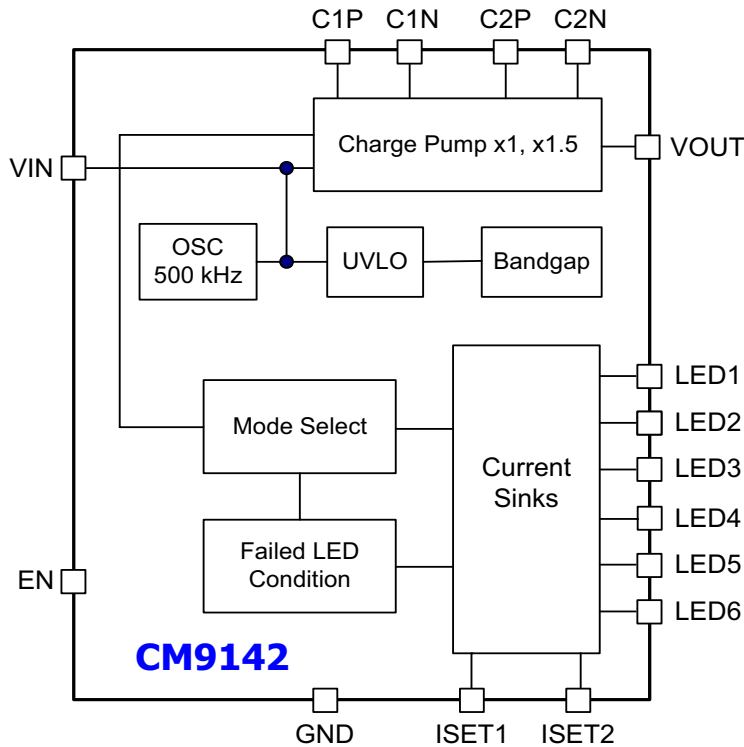 C1P C1N C2P C2N
Charge Pump x1, x1.5
VIN
VOUT
OSC
500 kHz
UVLO
Bandgap
LED1
LED2
LED3
LED4
LED5
LED6
Mode Select
Current
Sinks
Failed LED
Condition
EN
CM9142
GND ISET1 ISET2